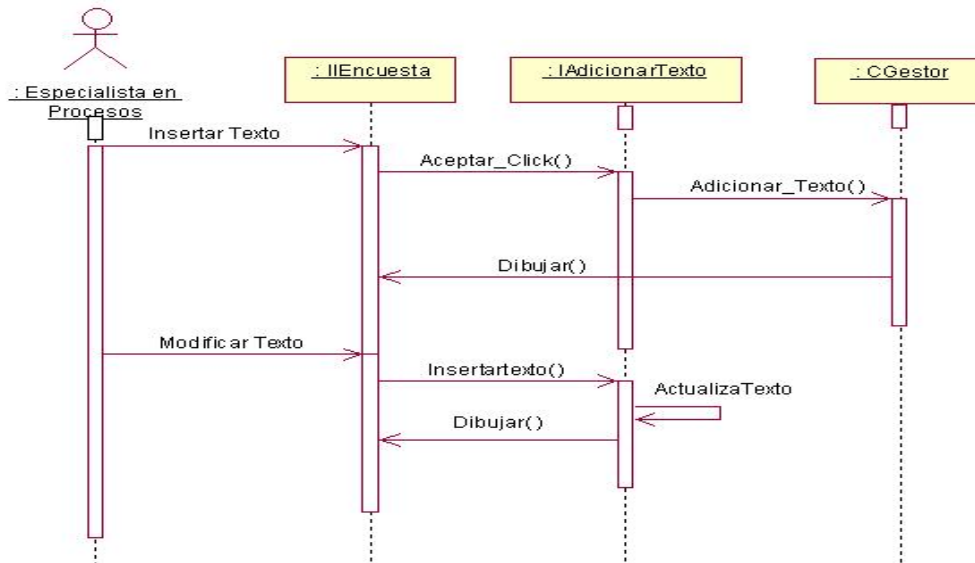 : Especialista en
Procesos
: IIEncuesta
: IAdicionarTexto
: CGestor
Insertar Texto
Aceptar_Click()
Adicionar_Texto()
Dibujar()
Modificar Texto
Insertartexto()
ActualizaTexto
Dibujar()